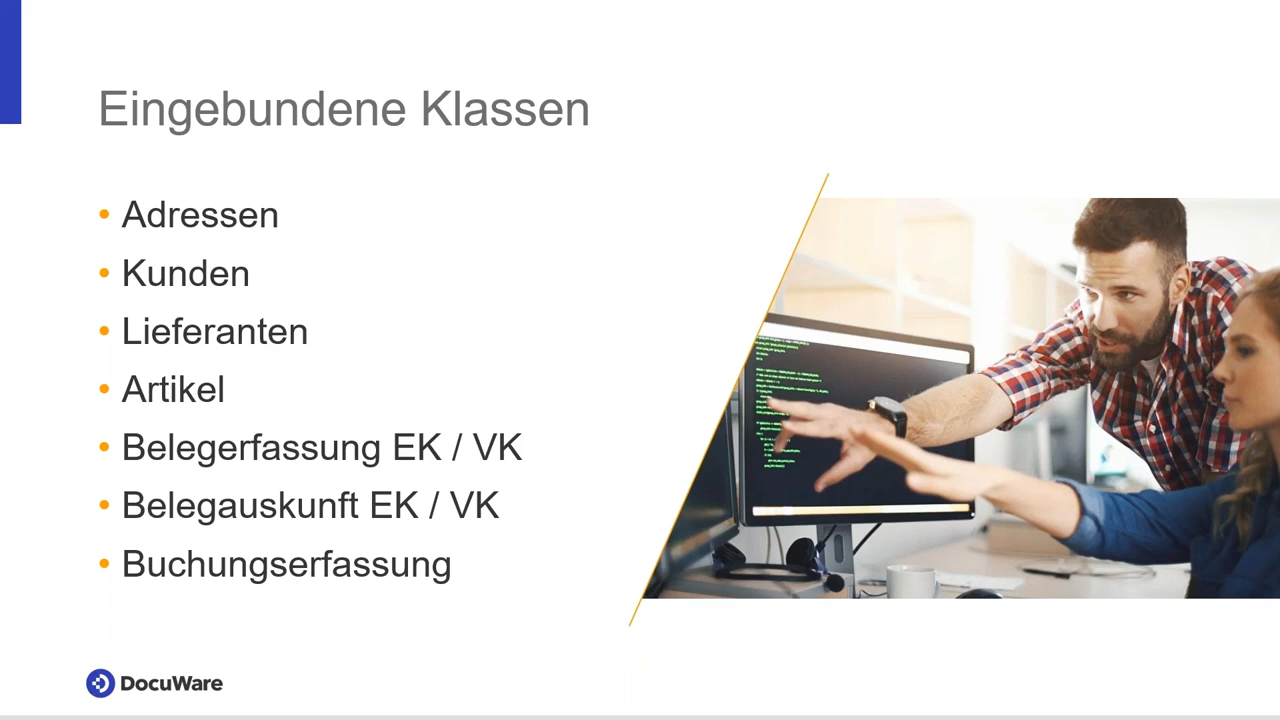 Eingebundene Klassen
• Adressen
• Kunden
• Lieferanten
• Artikel
• Belegerfassung EK / VK
• Belegauskunft EK / VK
• Buchungserfassung
DocuWare